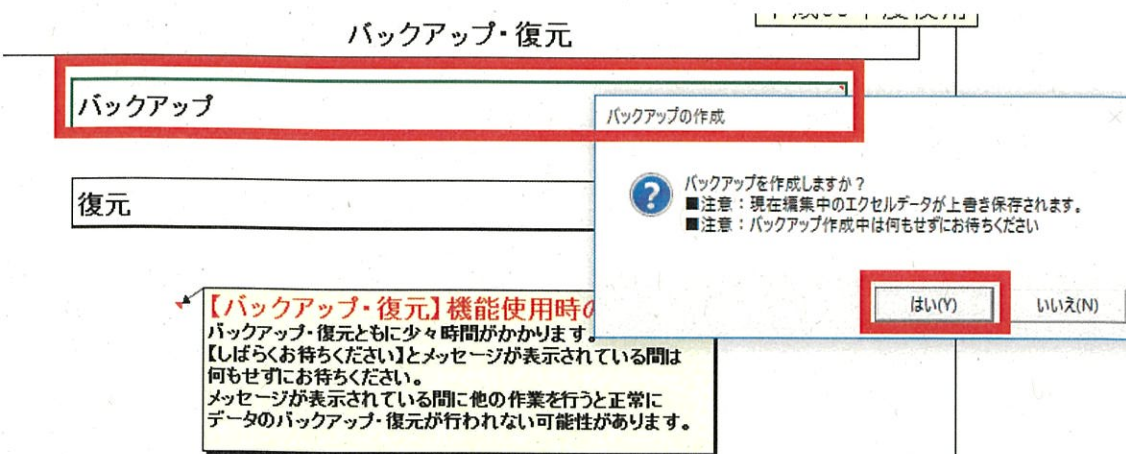 バックアップ・復元
バックアップ
バックアップの作成
バックアップを作成しますか？
■注意：現在編集中のエクセルデータが上書き保存されます。
■注意：バックアップ作成中は何もせずにお待ちください
はい(Y)
いいえ(N)
復元
【バックアップ・復元】機能使用時の
バックアップ・復元ともに少々時間がかかります。
【しばらくお待ちください】とメッセージが表示されている間は
何もせずにお待ちください。
メッセージが表示されている間に他の作業を行うと正常に
データのバックアップ・復元が行われない可能性があります。